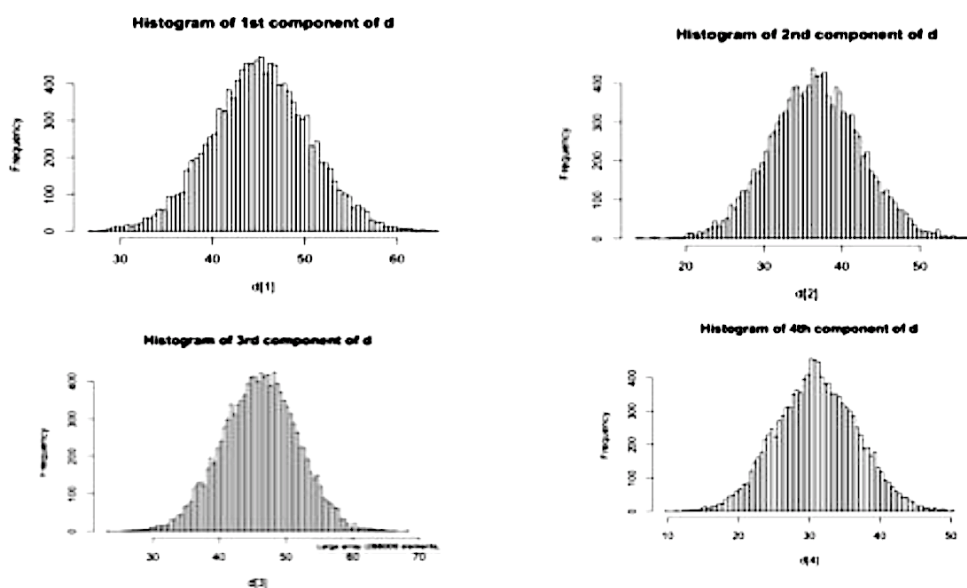 Histogram of 1st component of d
Frequency
0 100 200 300 400
30 40 50 60
d[1]
Histogram of 2nd component of d
Frequency
0 100 200 300 400
20 30 40 50
d[2]
Histogram of 3rd component of d
Frequency
0 100 200 300 400
30 40 50 60 70
d[3]
Histogram of 4th component of d
Frequency
0 100 200 300 400
10 20 30 40 50
d[4]